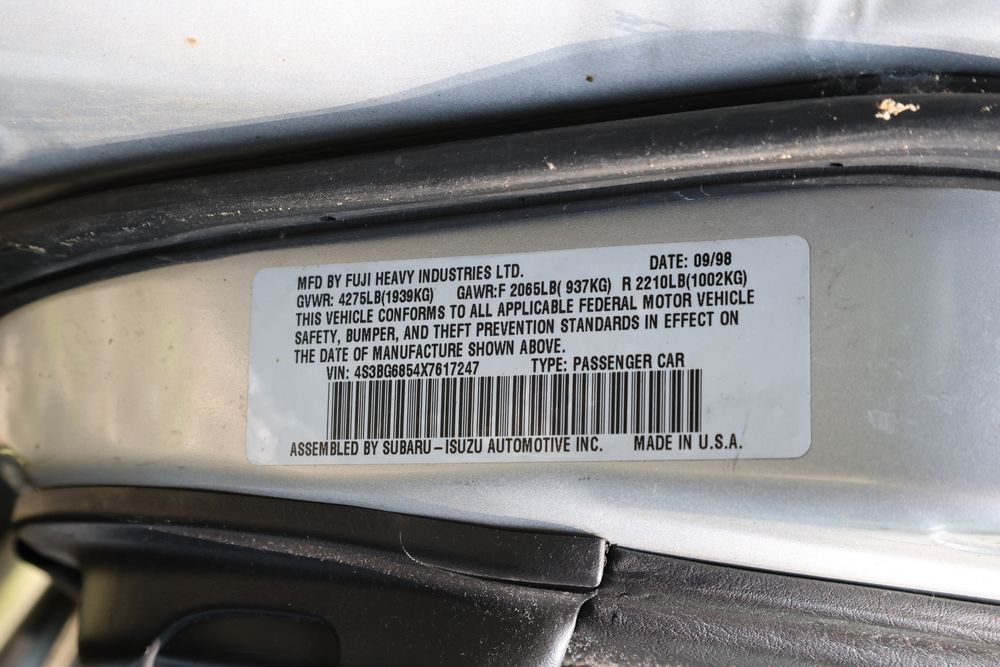 MFD BY FUJI HEAVY INDUSTRIES LTD. DATE: 09/98
GVWR: 4275LB(1939KG) GAWR:F 2065LB( 937KG) R 2210LB(1002KG)
THIS VEHICLE CONFORMS TO ALL APPLICABLE FEDERAL MOTOR VEHICLE
SAFETY, BUMPER, AND THEFT PREVENTION STANDARDS IN EFFECT ON
THE DATE OF MANUFACTURE SHOWN ABOVE.
VIN: 4S3BG6854X7617247 TYPE: PASSENGER CAR
ASSEMBLED BY SUBARU-ISUZU AUTOMOTIVE INC. MADE IN U.S.A.